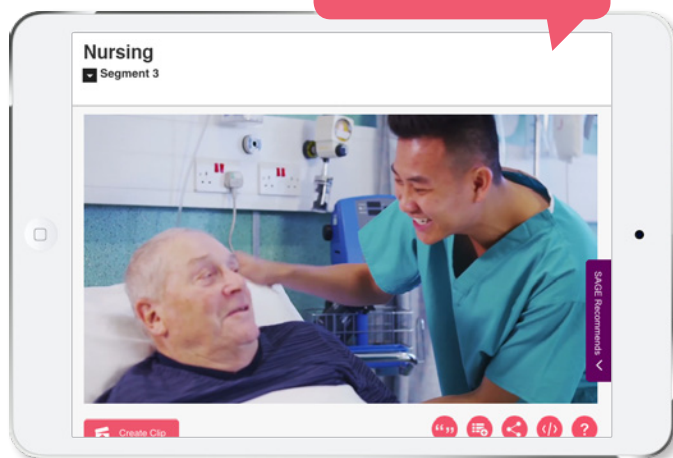 Nursing
Segment 3
SAGE Recommends
Create Clip
“ ”
</>
?